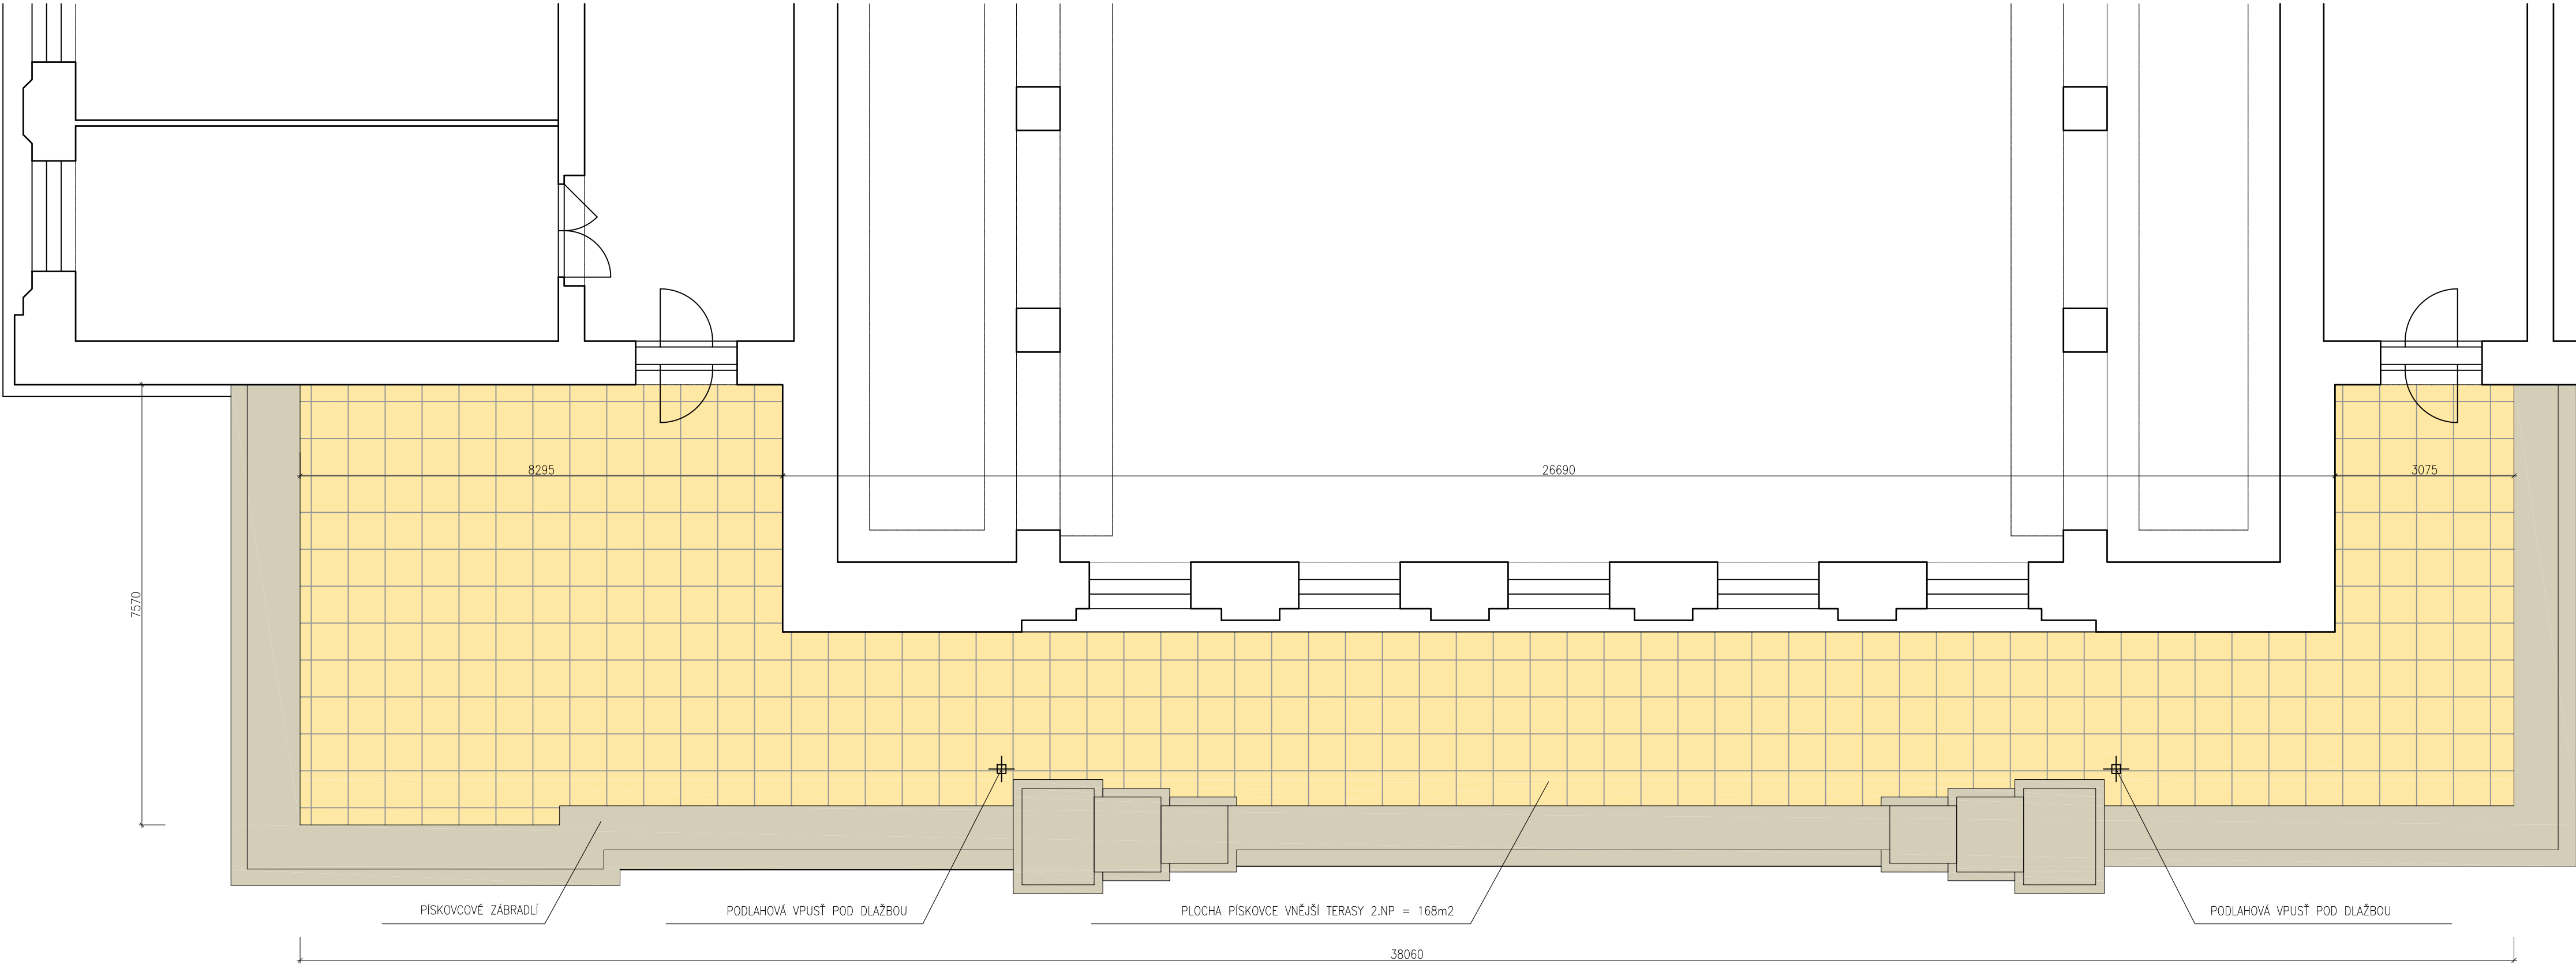 8295
26690
3075
7570
PÍSKOVCOVÉ ZÁBRADLÍ
PODLAHOVÁ VPUSŤ POD DLAŽBOU
PLOCHA PÍSKOVCE VNĚJŠÍ TERASY 2.NP = 168m2
PODLAHOVÁ VPUSŤ POD DLAŽBOU
38060